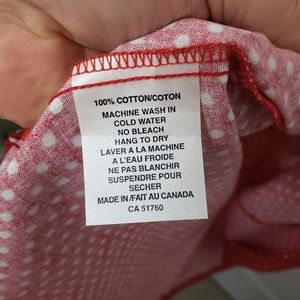 100% COTTON/COTON
MACHINE WASH IN
COLD WATER
NO BLEACH
HANG TO DRY
LAVER A LA MACHINE
A L'EAU FROIDE
NE PAS BLANCHIR
SUSPENDRE POUR
SECHER
MADE IN/FAIT AU CANADA
CA 51760